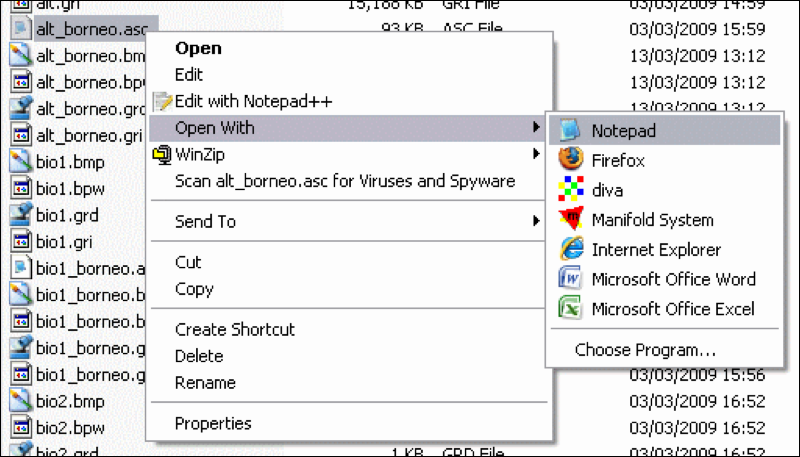 alt.gri 15,188 KB GRI File 03/03/2009 14:59
alt_borneo.asc 93 KB ASC File 03/03/2009 15:59
alt_borneo.bm 13/03/2009 13:12
alt_borneo.bpw 13/03/2009 13:12
alt_borneo.grd 13/03/2009 13:12
alt_borneo.gri
bio1.bmp
bio1.bpw
bio1.grd
bio1.gri
bio1_borneo.a
bio1_borneo.b
bio1_borneo.b
bio1_borneo.g
bio1_borneo.g 03/03/2009 15:56
bio2.bmp 03/03/2009 16:52
bio2.bpw 03/03/2009 16:52
bio2.grd 1 KB GRD File 03/03/2009 16:52
Open
Edit
Edit with Notepad++
Open With
WinZip
Scan alt_borneo.asc for Viruses and Spyware
Send To
Cut
Copy
Create Shortcut
Delete
Rename
Properties
Notepad
Firefox
diva
Manifold System
Internet Explorer
Microsoft Office Word
Microsoft Office Excel
Choose Program...